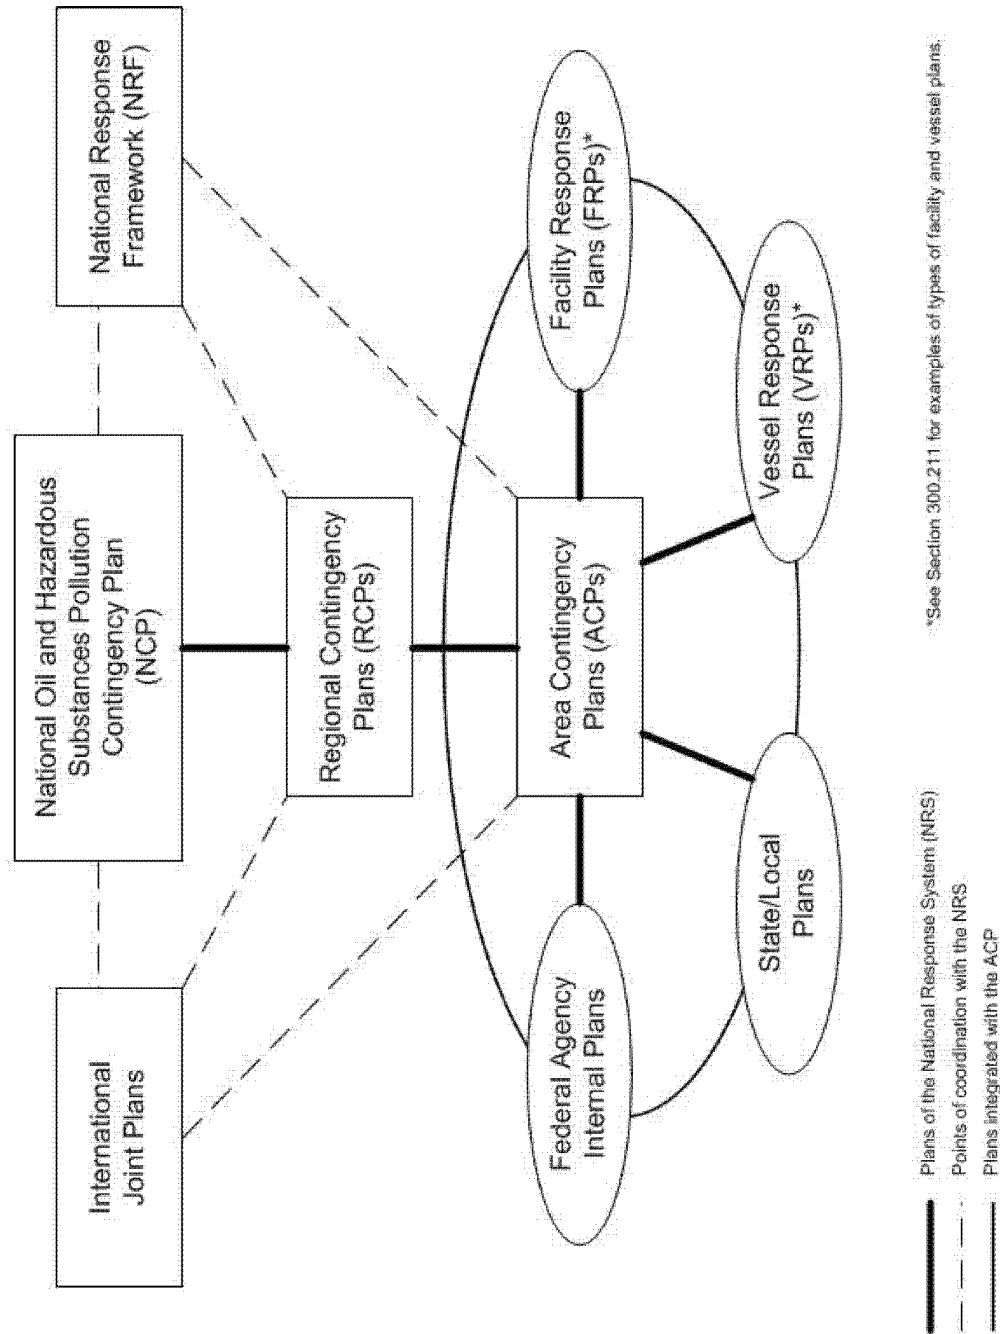 International
Joint Plans
National Oil and Hazardous
Substances Pollution
Contingency Plan
(NCP)
National Response
Framework (NRF)
Regional Contingency
Plans (RCPs)
Federal Agency
Internal Plans
Area Contingency
Plans (ACPs)
Facility Response
Plans (FRPs)*
State/Local
Plans
Vessel Response
Plans (VRPs)*
Plans of the National Response System (NRS)
Points of coordination with the NRS
Plans integrated with the ACP
*See Section 300.211 for examples of types of facility and vessel plans.